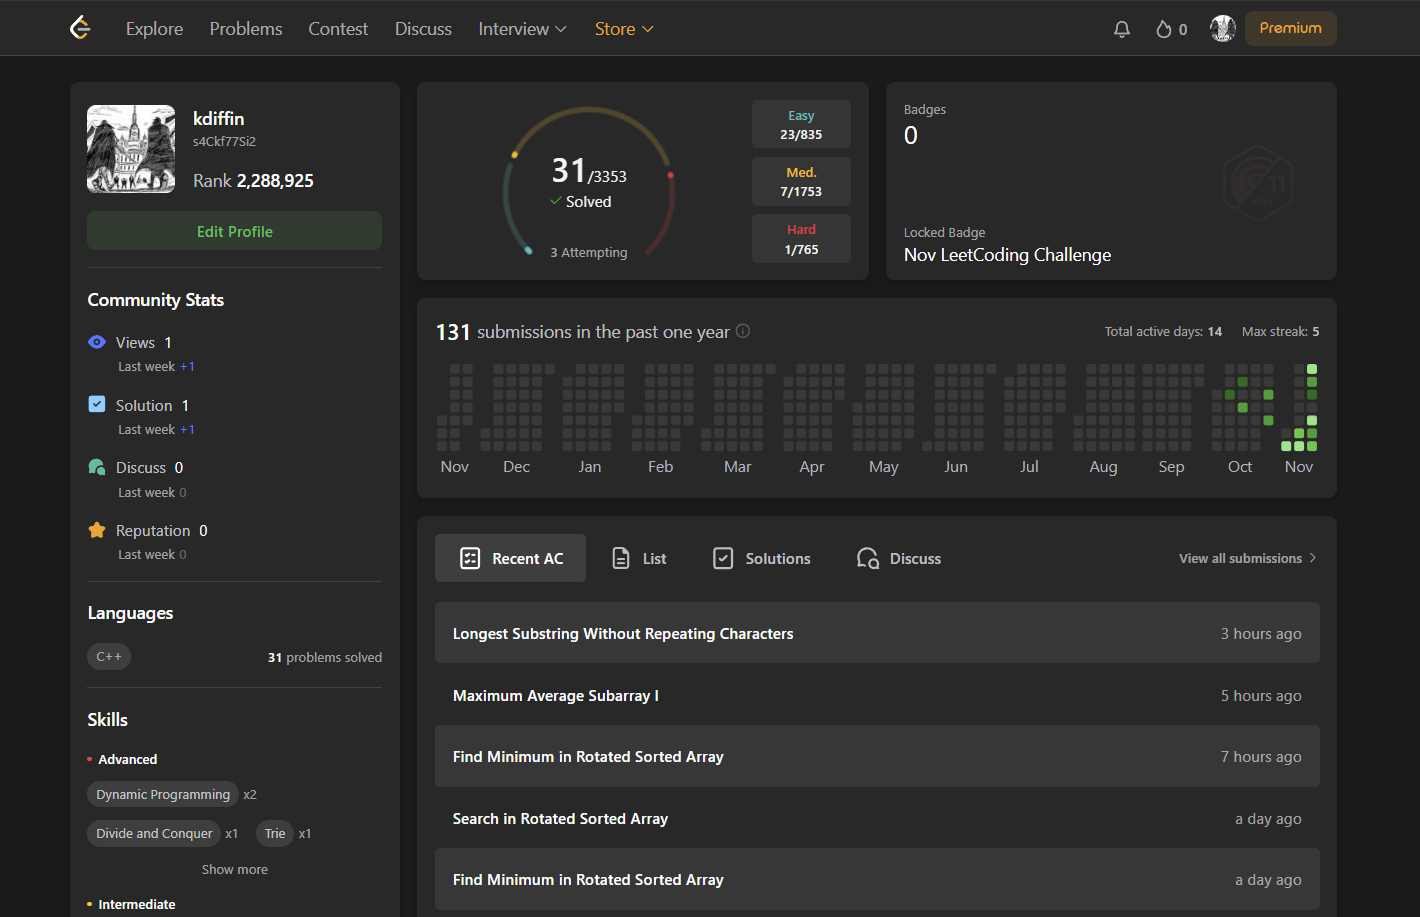 Explore Problems Contest Discuss Interview Store 0 Premium
kdiffin
s4Ckf77Si2
Rank 2,288,925
Edit Profile
Community Stats
Views 1
Last week +1
Solution 1
Last week +1
Discuss 0
Last week 0
Reputation 0
Last week 0
Languages
C++ 31 problems solved
Skills
Advanced
Dynamic Programming x2
Divide and Conquer x1 Trie x1
Show more
Intermediate
31/3353
Solved
3 Attempting
Easy
23/835
Med.
7/1753
Hard
1/765
Badges
0
11
NOV
Locked Badge
Nov LeetCoding Challenge
131 submissions in the past one year Total active days: 14 Max streak: 5
Nov Dec Jan Feb Mar Apr May Jun Jul Aug Sep Oct Nov
Recent AC List Solutions Discuss View all submissions
Longest Substring Without Repeating Characters 3 hours ago
Maximum Average Subarray I 5 hours ago
Find Minimum in Rotated Sorted Array 7 hours ago
Search in Rotated Sorted Array a day ago
Find Minimum in Rotated Sorted Array a day ago